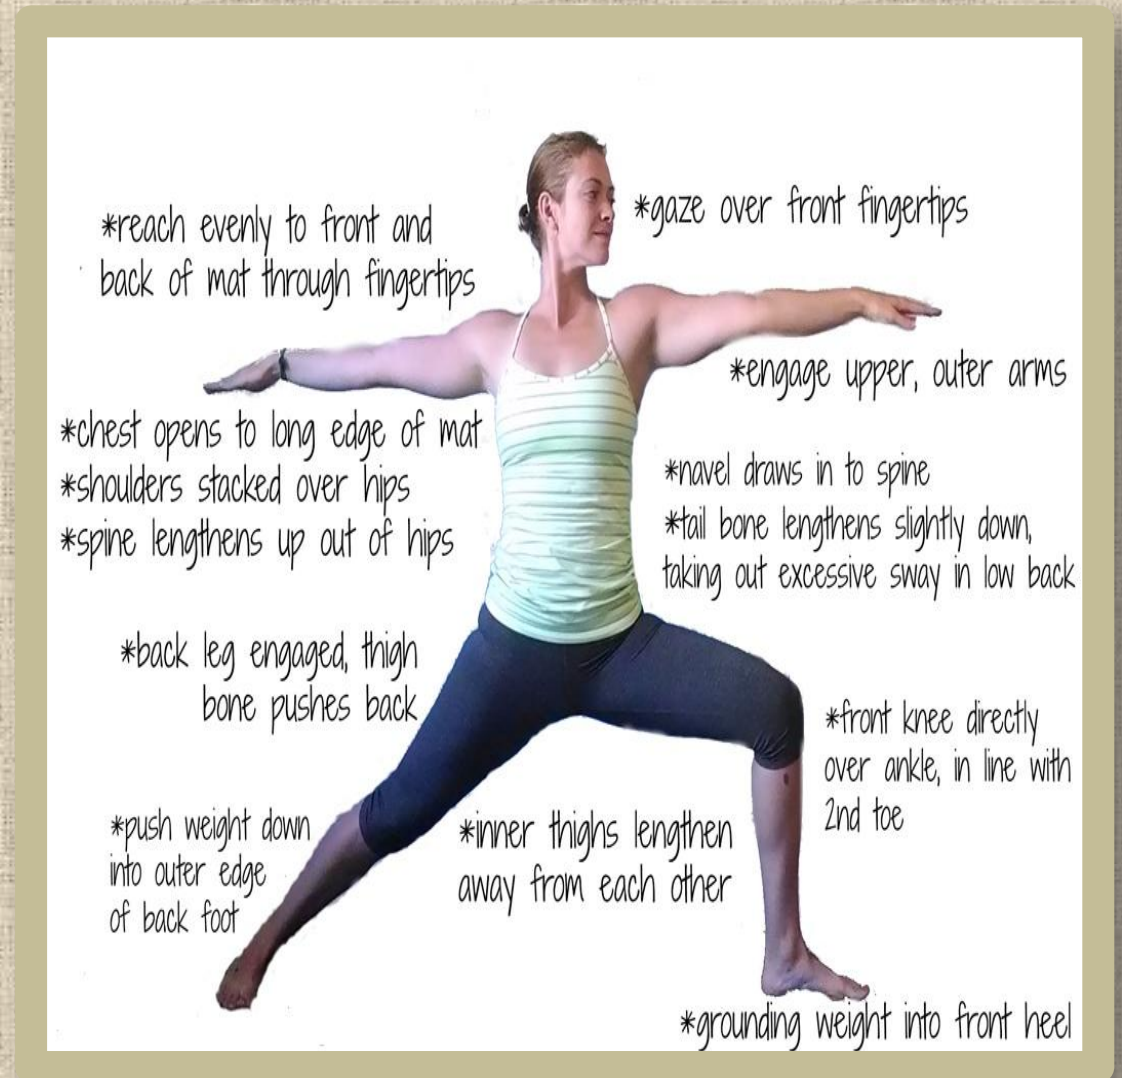 *reach evenly to front and
back of mat through fingertips
*gaze over front fingertips
*engage upper, outer arms
*chest opens to long edge of mat
*shoulders stacked over hips
*spine lengthens up out of hips
*navel draws in to spine
*tail bone lengthens slightly down,
taking out excessive sway in low back
*back leg engaged, thigh
bone pushes back
*front knee directly
over ankle, in line with
2nd toe
*push weight down
into outer edge
of back foot
*inner thighs lengthen
away from each other
*grounding weight into front heel